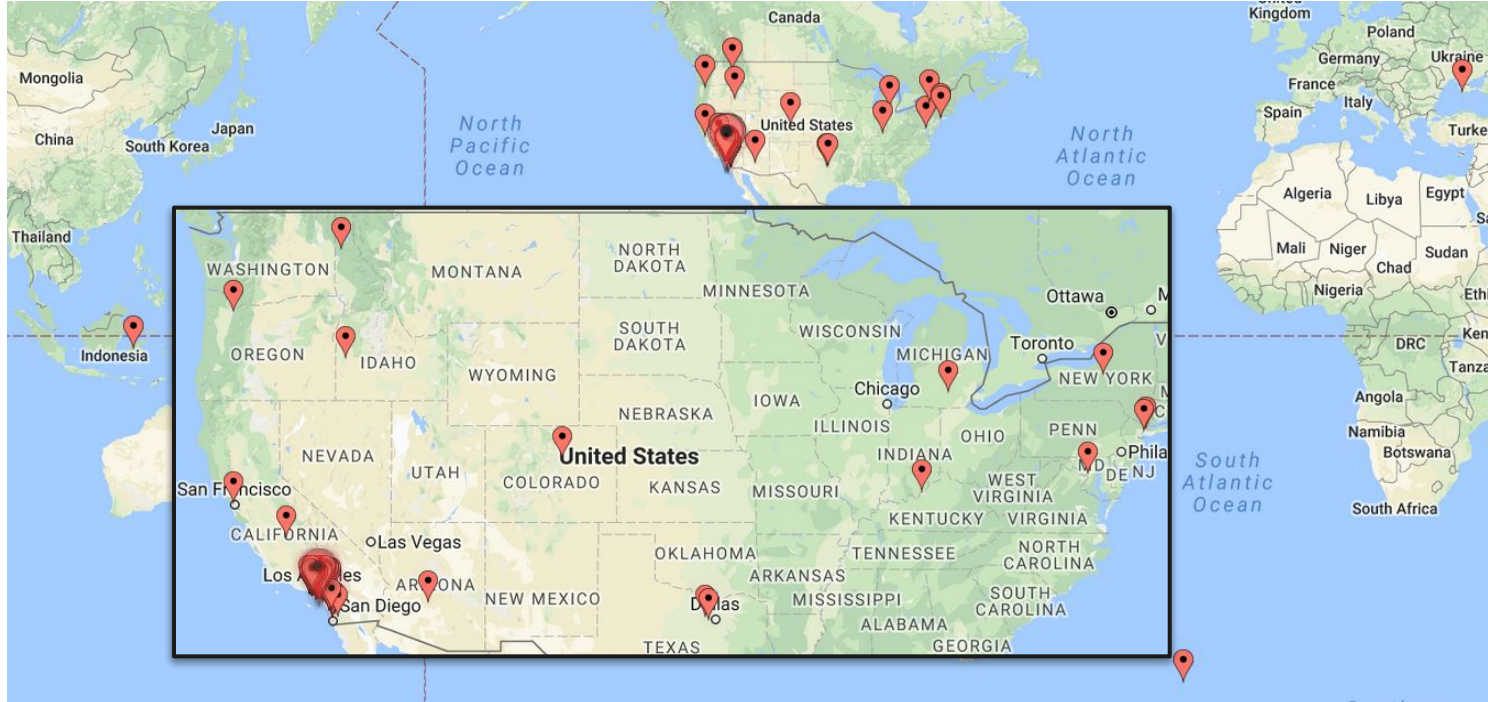 Canada
Kingdom
Poland
Germany
Ukraine
France
Italy
Spain
Turke
Mongolia
China
Japan
South Korea
North
Pacific
Ocean
United States
North
Atlantic
Ocean
Algeria
Libya
Egypt
Mali
Niger
Chad
Sudan
Nigeria
Ethi
DRC
Ken
Tanza
Angola
Namibia
Botswana
South Africa
South
Atlantic
Ocean
Thailand
Indonesia
WASHINGTON
MONTANA
NORTH
DAKOTA
MINNESOTA
Ottawa
M
OREGON
IDAHO
SOUTH
DAKOTA
WISCONSIN
MICHIGAN
Toronto
V
WYOMING
NEW YORK
Chicago
IOWA
NEBRASKA
ILLINOIS
OHIO
PENN
NEVADA
UTAH
COLORADO
United States
KANSAS
MISSOURI
INDIANA
WEST
VIRGINIA
Phila
MD
DE
NJ
San Francisco
CALIFORNIA
Las Vegas
KENTUCKY
VIRGINIA
OKLAHOMA
TENNESSEE
NORTH
CAROLINA
Los Angeles
ARIZONA
NEW MEXICO
ARKANSAS
MISSISSIPPI
SOUTH
CAROLINA
San Diego
Dallas
ALABAMA
TEXAS
GEORGIA